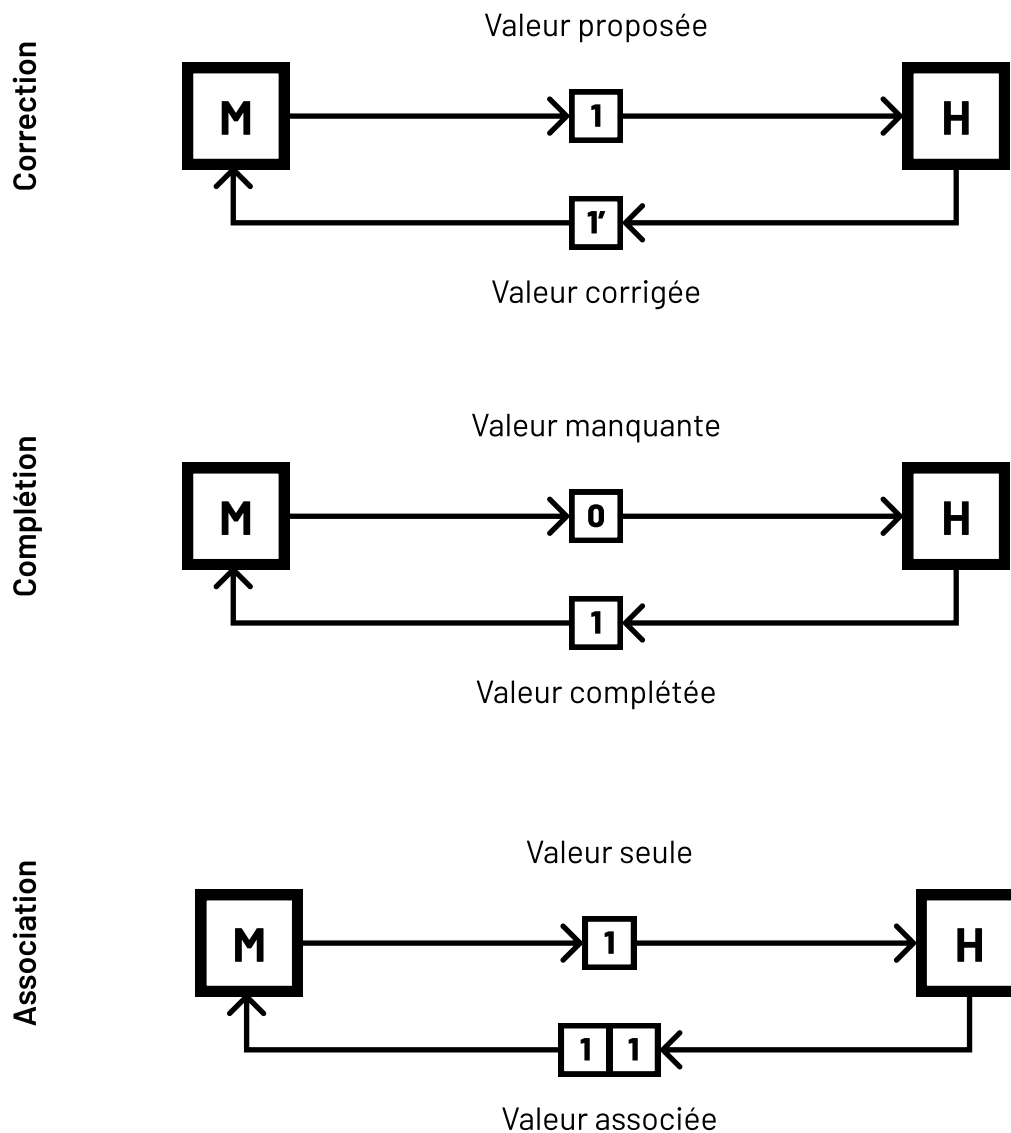 Valeur proposée
Correction
M
1
H
1′
Valeur corrigée
Valeur manquante
Complétion
M
0
H
1
Valeur complétée
Valeur seule
Association
M
1
H
1 1
Valeur associée